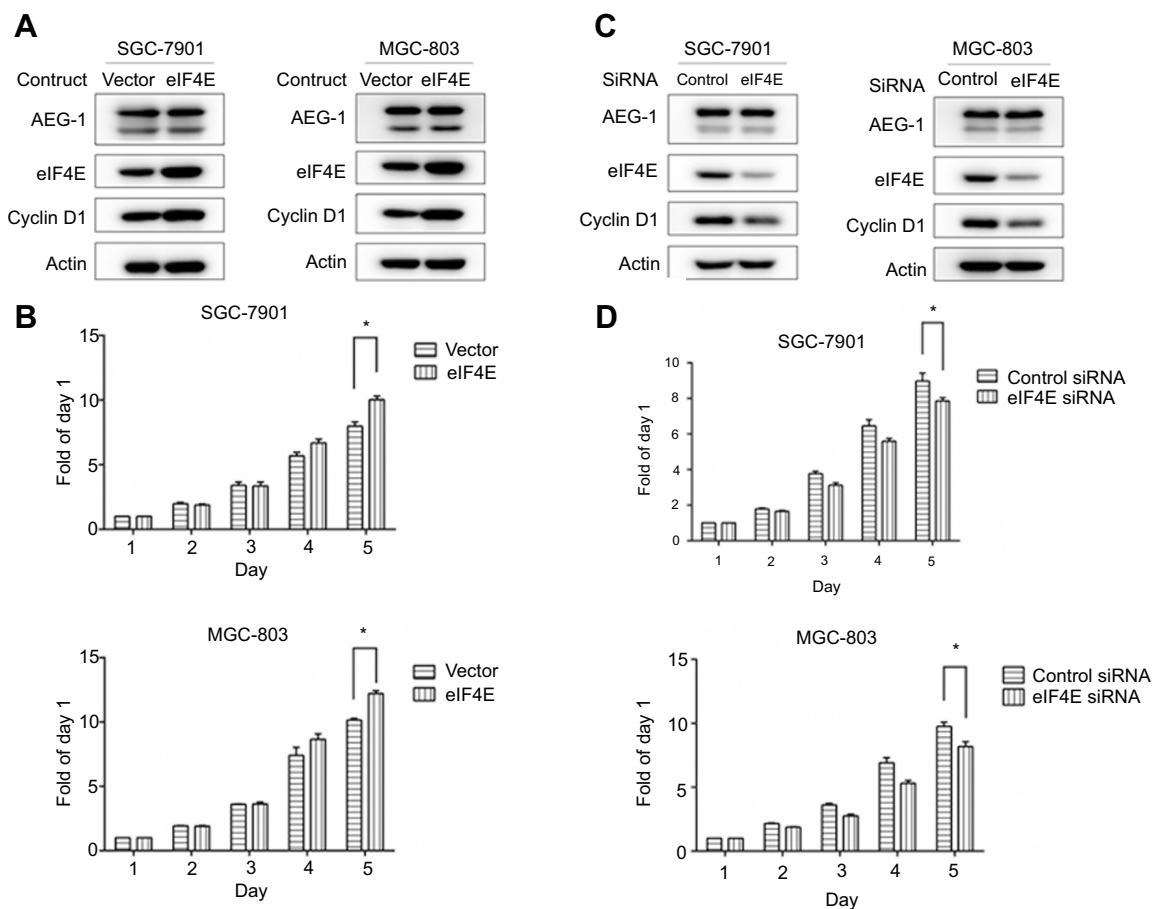 A
SGC-7901
Contruct Vector eIF4E
AEG-1
eIF4E
Cyclin D1
Actin
MGC-803
Contruct Vector eIF4E
AEG-1
eIF4E
Cyclin D1
Actin
B
SGC-7901
15
10
5
0
Fold of day 1
1 2 3 4 5
Day
*
Vector
eIF4E
MGC-803
15
10
5
0
Fold of day 1
1 2 3 4 5
Day
*
Vector
eIF4E
C
SGC-7901
SiRNA Control eIF4E
AEG-1
eIF4E
Cyclin D1
Actin
MGC-803
SiRNA Control eIF4E
AEG-1
eIF4E
Cyclin D1
Actin
D
SGC-7901
10
8
6
4
2
0
Fold of day 1
1 2 3 4 5
Day
*
Control siRNA
eIF4E siRNA
MGC-803
15
10
5
0
Fold of day 1
1 2 3 4 5
Day
*
Control siRNA
eIF4E siRNA